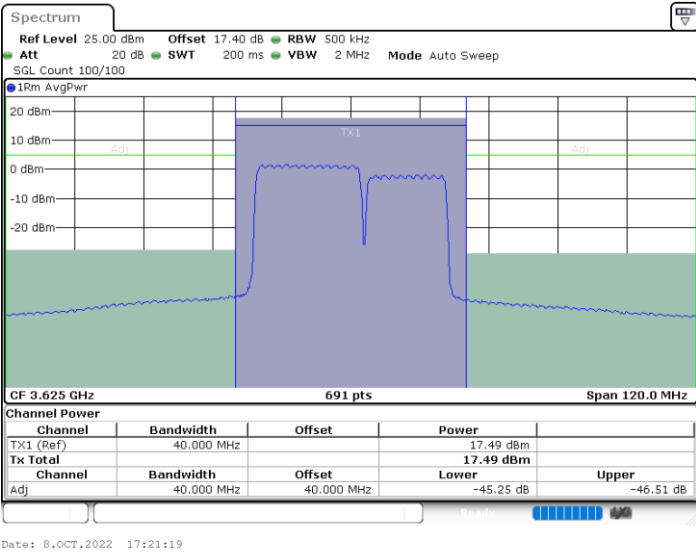 Spectrum
Ref Level 25.00 dBm Offset 17.40 dB RBW 500 kHz
Att 20 dB SWT 200 ms VBW 2 MHz Mode Auto Sweep
SGL Count 100/100
1Rm AvgPwr
20 dBm
TX1
10 dBm
Adj Adj
0 dBm
-10 dBm
-20 dBm
CF 3.625 GHz 691 pts Span 120.0 MHz
Channel Power
Channel Bandwidth Offset Power
TX1 (Ref) 40.000 MHz 17.49 dBm
Tx Total 17.49 dBm
Channel Bandwidth Offset Lower Upper
Adj 40.000 MHz 40.000 MHz -45.25 dB -46.51 dB
Ready
Date: 8.OCT.2022 17:21:19